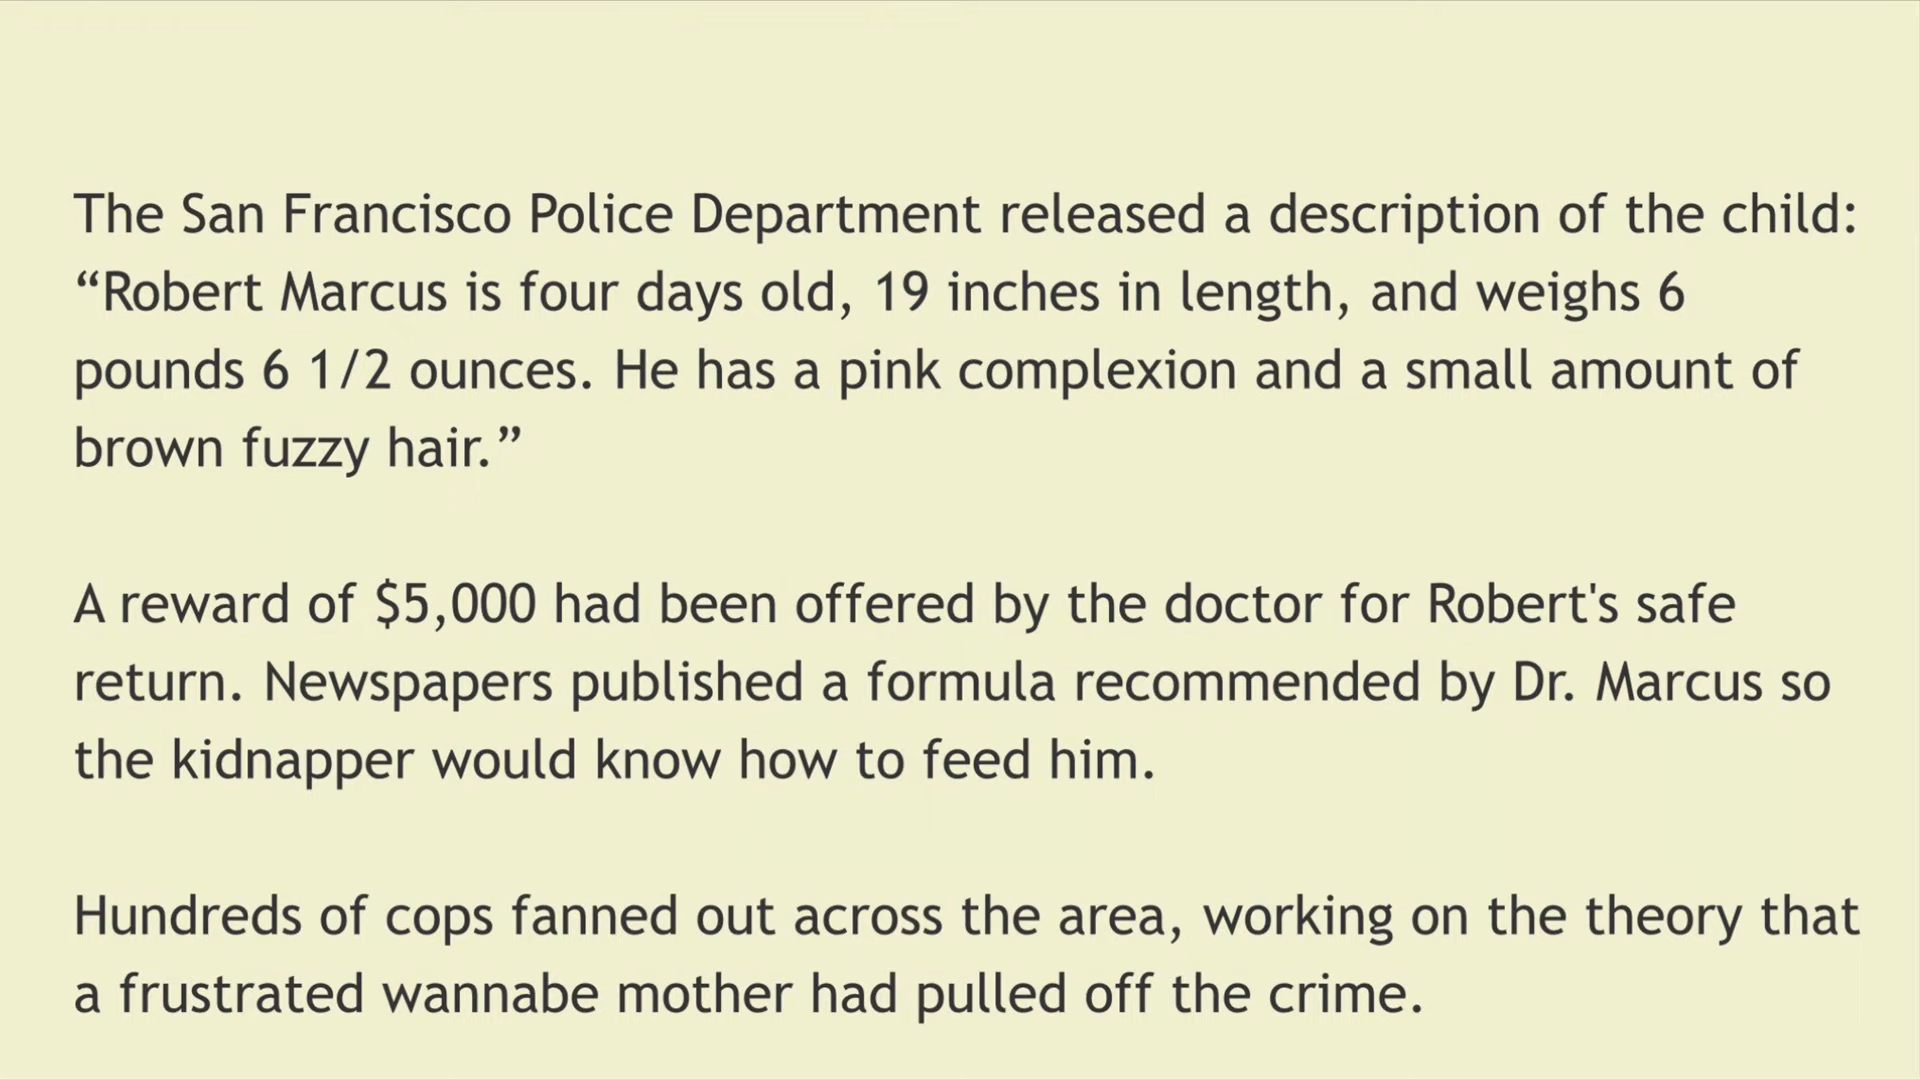 The San Francisco Police Department released a description of the child:
“Robert Marcus is four days old, 19 inches in length, and weighs 6
pounds 6 1/2 ounces. He has a pink complexion and a small amount of
brown fuzzy hair.”
A reward of $5,000 had been offered by the doctor for Robert's safe
return. Newspapers published a formula recommended by Dr. Marcus so
the kidnapper would know how to feed him.
Hundreds of cops fanned out across the area, working on the theory that
a frustrated wannabe mother had pulled off the crime.